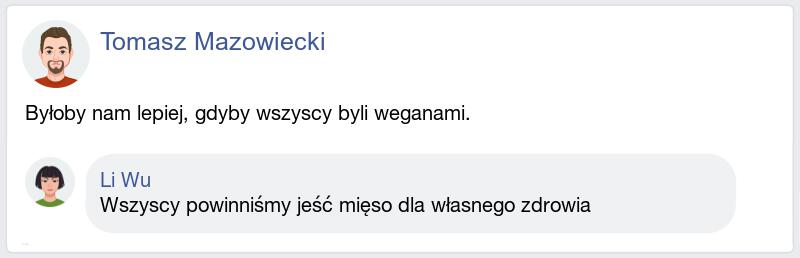 Tomasz Mazowiecki
Byłoby nam lepiej, gdyby wszyscy byli weganami.
Li Wu
Wszyscy powinniśmy jeść mięso dla własnego zdrowia